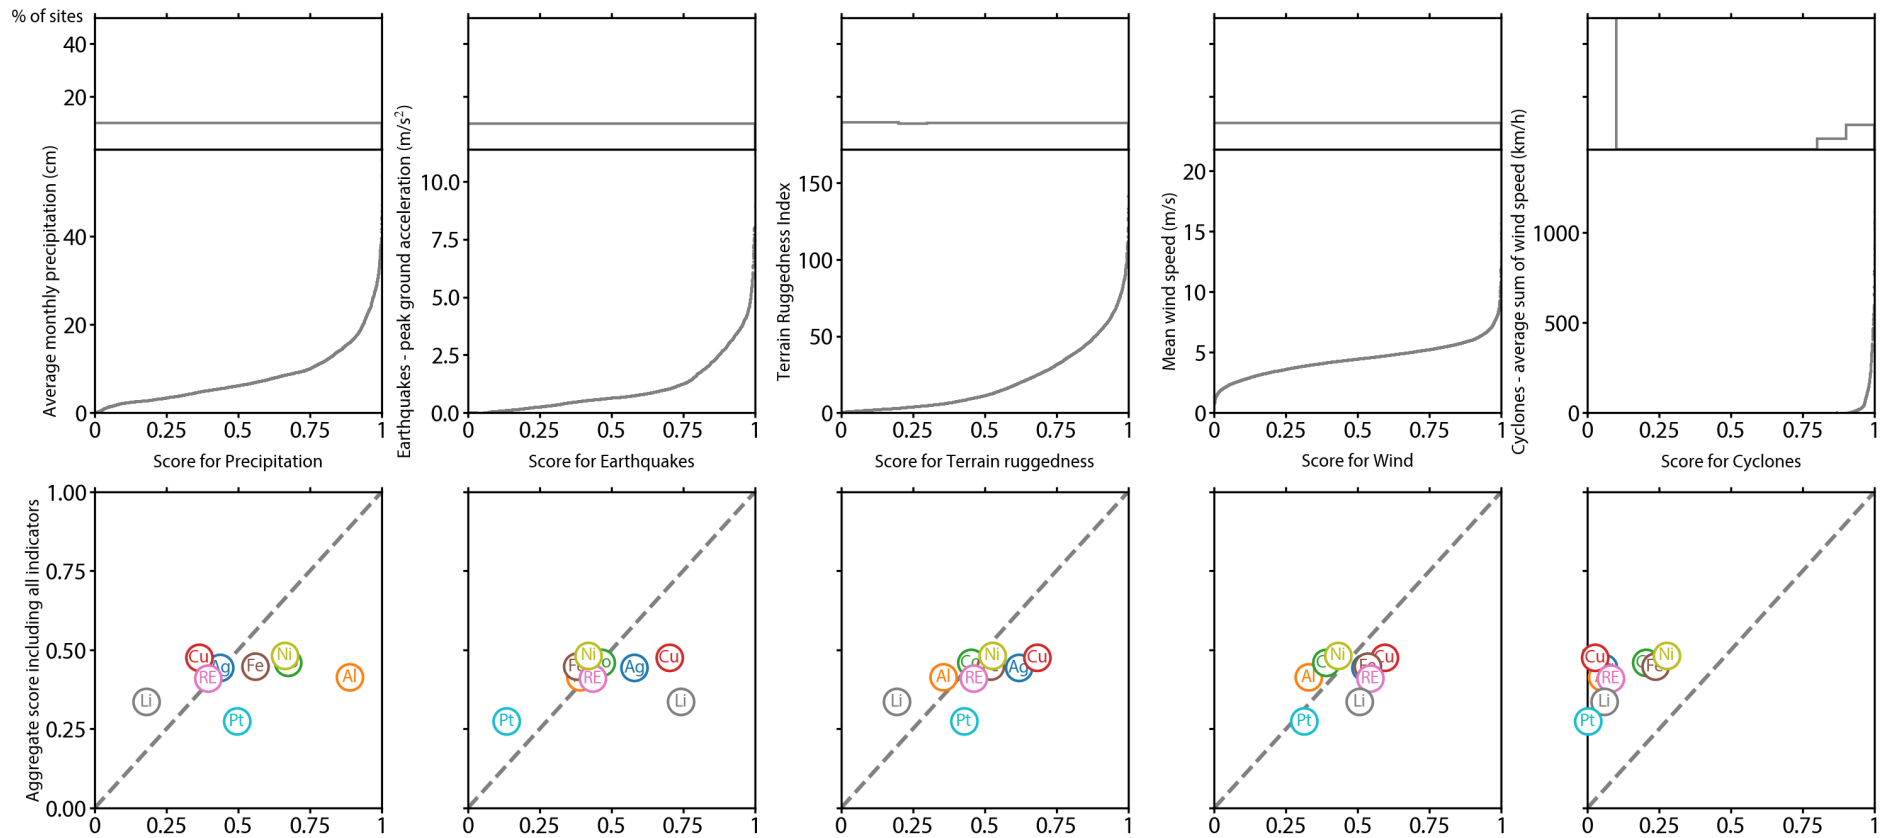 % of sites
40
20
Average monthly precipitation (cm)
40
20
0
0 0.25 0.5 0.75 1
Score for Precipitation
Earthquakes - peak ground acceleration (m/s²)
10.0
7.5
5.0
2.5
0.0
0 0.25 0.5 0.75 1
Score for Earthquakes
Terrain Ruggedness Index
150
100
50
0
0 0.25 0.5 0.75 1
Score for Terrain ruggedness
Mean wind speed (m/s)
20
15
10
5
0
0 0.25 0.5 0.75 1
Score for Wind
Cyclones - average sum of wind speed (km/h)
1000
500
0
0 0.25 0.5 0.75 1
Score for Cyclones
Aggregate score including all indicators
1.00
0.75
0.50
0.25
0.00
Cu
Ag
RE
Fe
Ni
Al
Li
Pt
0 0.25 0.5 0.75 1
Ni
RE
Ag
Cu
Li
Pt
0 0.25 0.5 0.75 1
Li
Al
Co
Ni
RE
Ag
Cu
Pt
0 0.25 0.5 0.75 1
Al
Ni
Fe
Cu
RE
Li
Pt
0 0.25 0.5 0.75 1
Cu
RE
Li
Pt
Fe
Ni
0 0.25 0.5 0.75 1